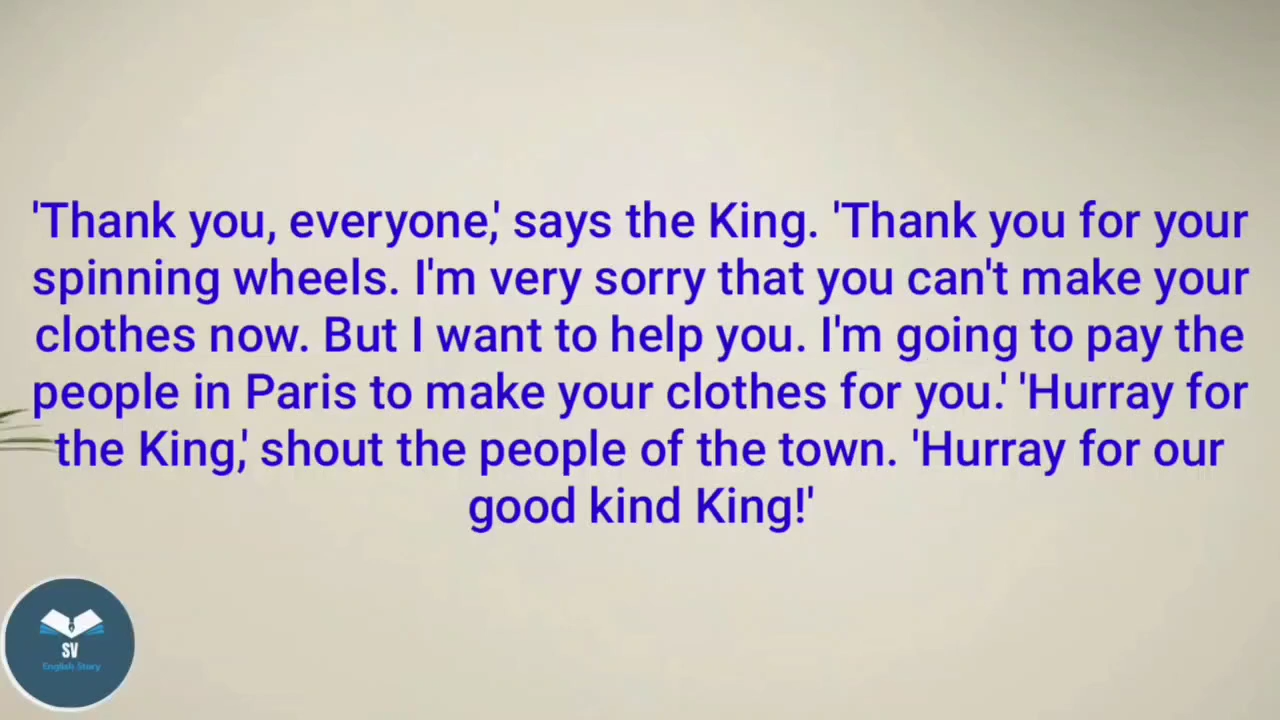 'Thank you, everyone,' says the King. 'Thank you for your
spinning wheels. I'm very sorry that you can't make your
clothes now. But I want to help you. I'm going to pay the
people in Paris to make your clothes for you.' 'Hurray for
the King,' shout the people of the town. 'Hurray for our
good kind King!'
SV
English Story